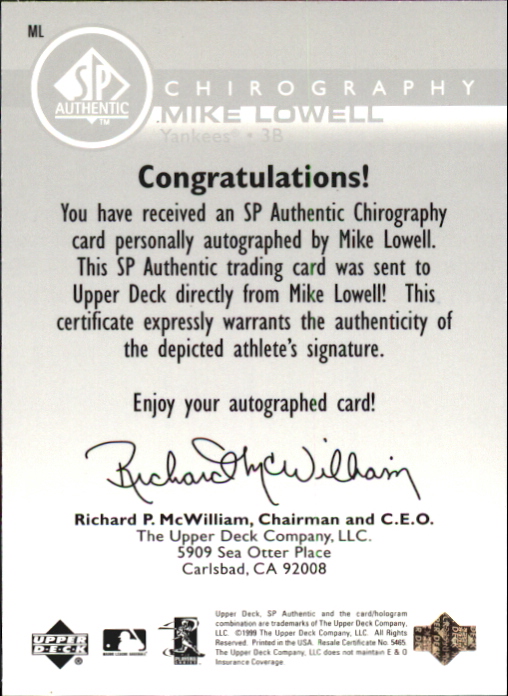 ML
SP
AUTHENTIC
TM
CHIROGRAPHY
MIKE LOWELL
Yankees® • 3B
Congratulations!
You have received an SP Authentic Chirography
card personally autographed by Mike Lowell.
This SP Authentic trading card was sent to
Upper Deck directly from Mike Lowell! This
certificate expressly warrants the authenticity of
the depicted athlete's signature.
Enjoy your autographed card!
Richard P. McWilliam
Richard P. McWilliam, Chairman and C.E.O.
The Upper Deck Company, LLC.
5909 Sea Otter Place
Carlsbad, CA 92008
UPPER
DECK
Upper Deck, SP Authentic and the card/hologram
combination are trademarks of The Upper Deck Company,
LLC. ©1999 The Upper Deck Company, LLC. All Rights
Reserved. Printed in the USA. Resale Certificate No. 5465.
The Upper Deck Company, LLC does not maintain E & O
Insurance Coverage.